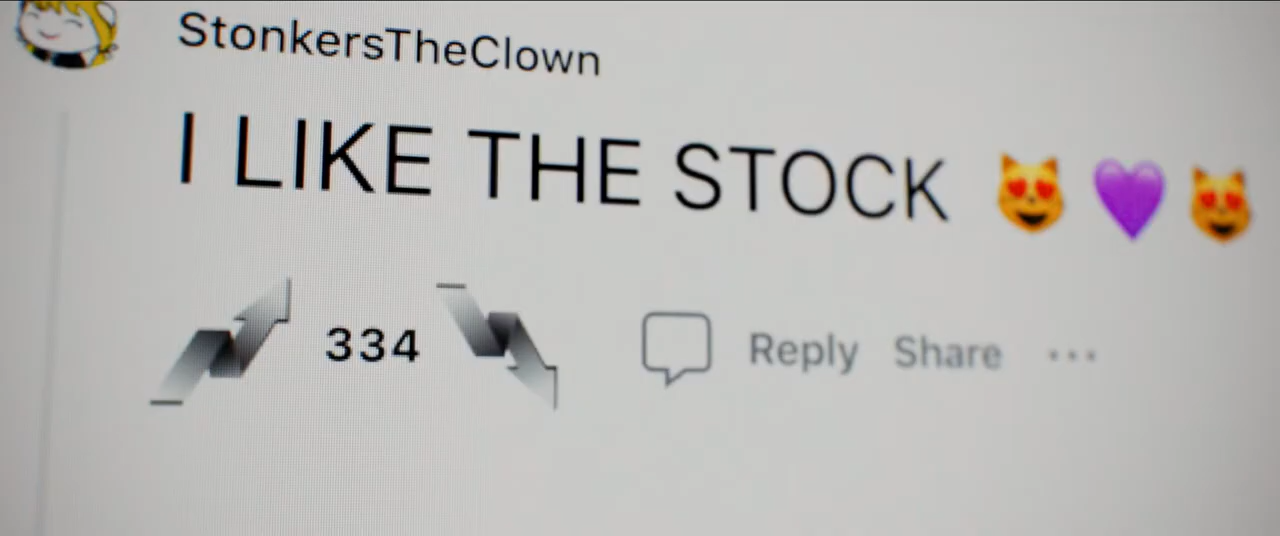 StonkersTheClown
I LIKE THE STOCK 😻 💜 😻
334 Reply Share ...